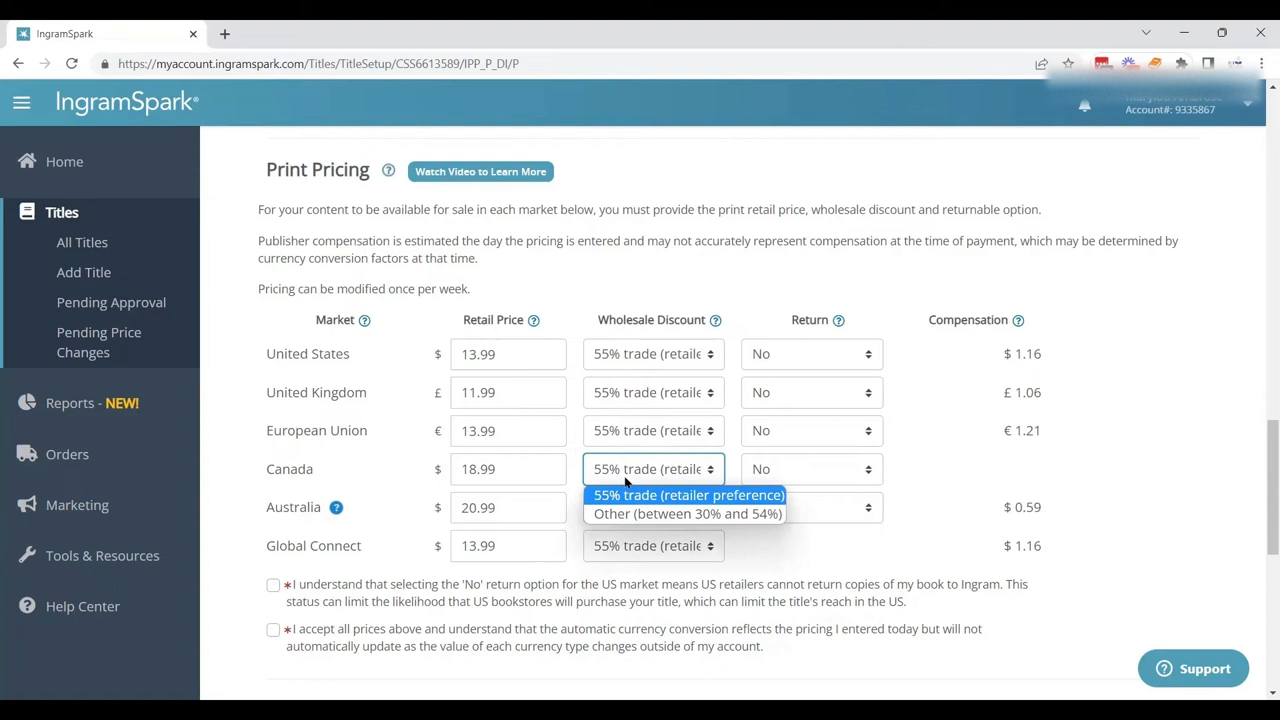 IngramSpark
https://myaccount.ingramspark.com/Titles/TitleSetup/CSS6613589/IPP_P_DI/P
IngramSpark®
Account#: 9335867
Home
Titles
All Titles
Add Title
Pending Approval
Pending Price
Changes
Reports - NEW!
Orders
Marketing
Tools & Resources
Help Center
Print Pricing ? Watch Video to Learn More
For your content to be available for sale in each market below, you must provide the print retail price, wholesale discount and returnable option.
Publisher compensation is estimated the day the pricing is entered and may not accurately represent compensation at the time of payment, which may be determined by
currency conversion factors at that time.
Pricing can be modified once per week.
Market ? Retail Price ? Wholesale Discount ? Return ? Compensation ?
United States $ 13.99 55% trade (retaile No $ 1.16
United Kingdom £ 11.99 55% trade (retaile No £ 1.06
European Union € 13.99 55% trade (retaile No € 1.21
Canada $ 18.99 55% trade (retaile No
55% trade (retailer preference)
Other (between 30% and 54%)
Australia ? $ 20.99 $ 0.59
Global Connect $ 13.99 55% trade (retaile $ 1.16
*I understand that selecting the 'No' return option for the US market means US retailers cannot return copies of my book to Ingram. This
status can limit the likelihood that US bookstores will purchase your title, which can limit the title's reach in the US.
*I accept all prices above and understand that the automatic currency conversion reflects the pricing I entered today but will not
automatically update as the value of each currency type changes outside of my account.
? Support